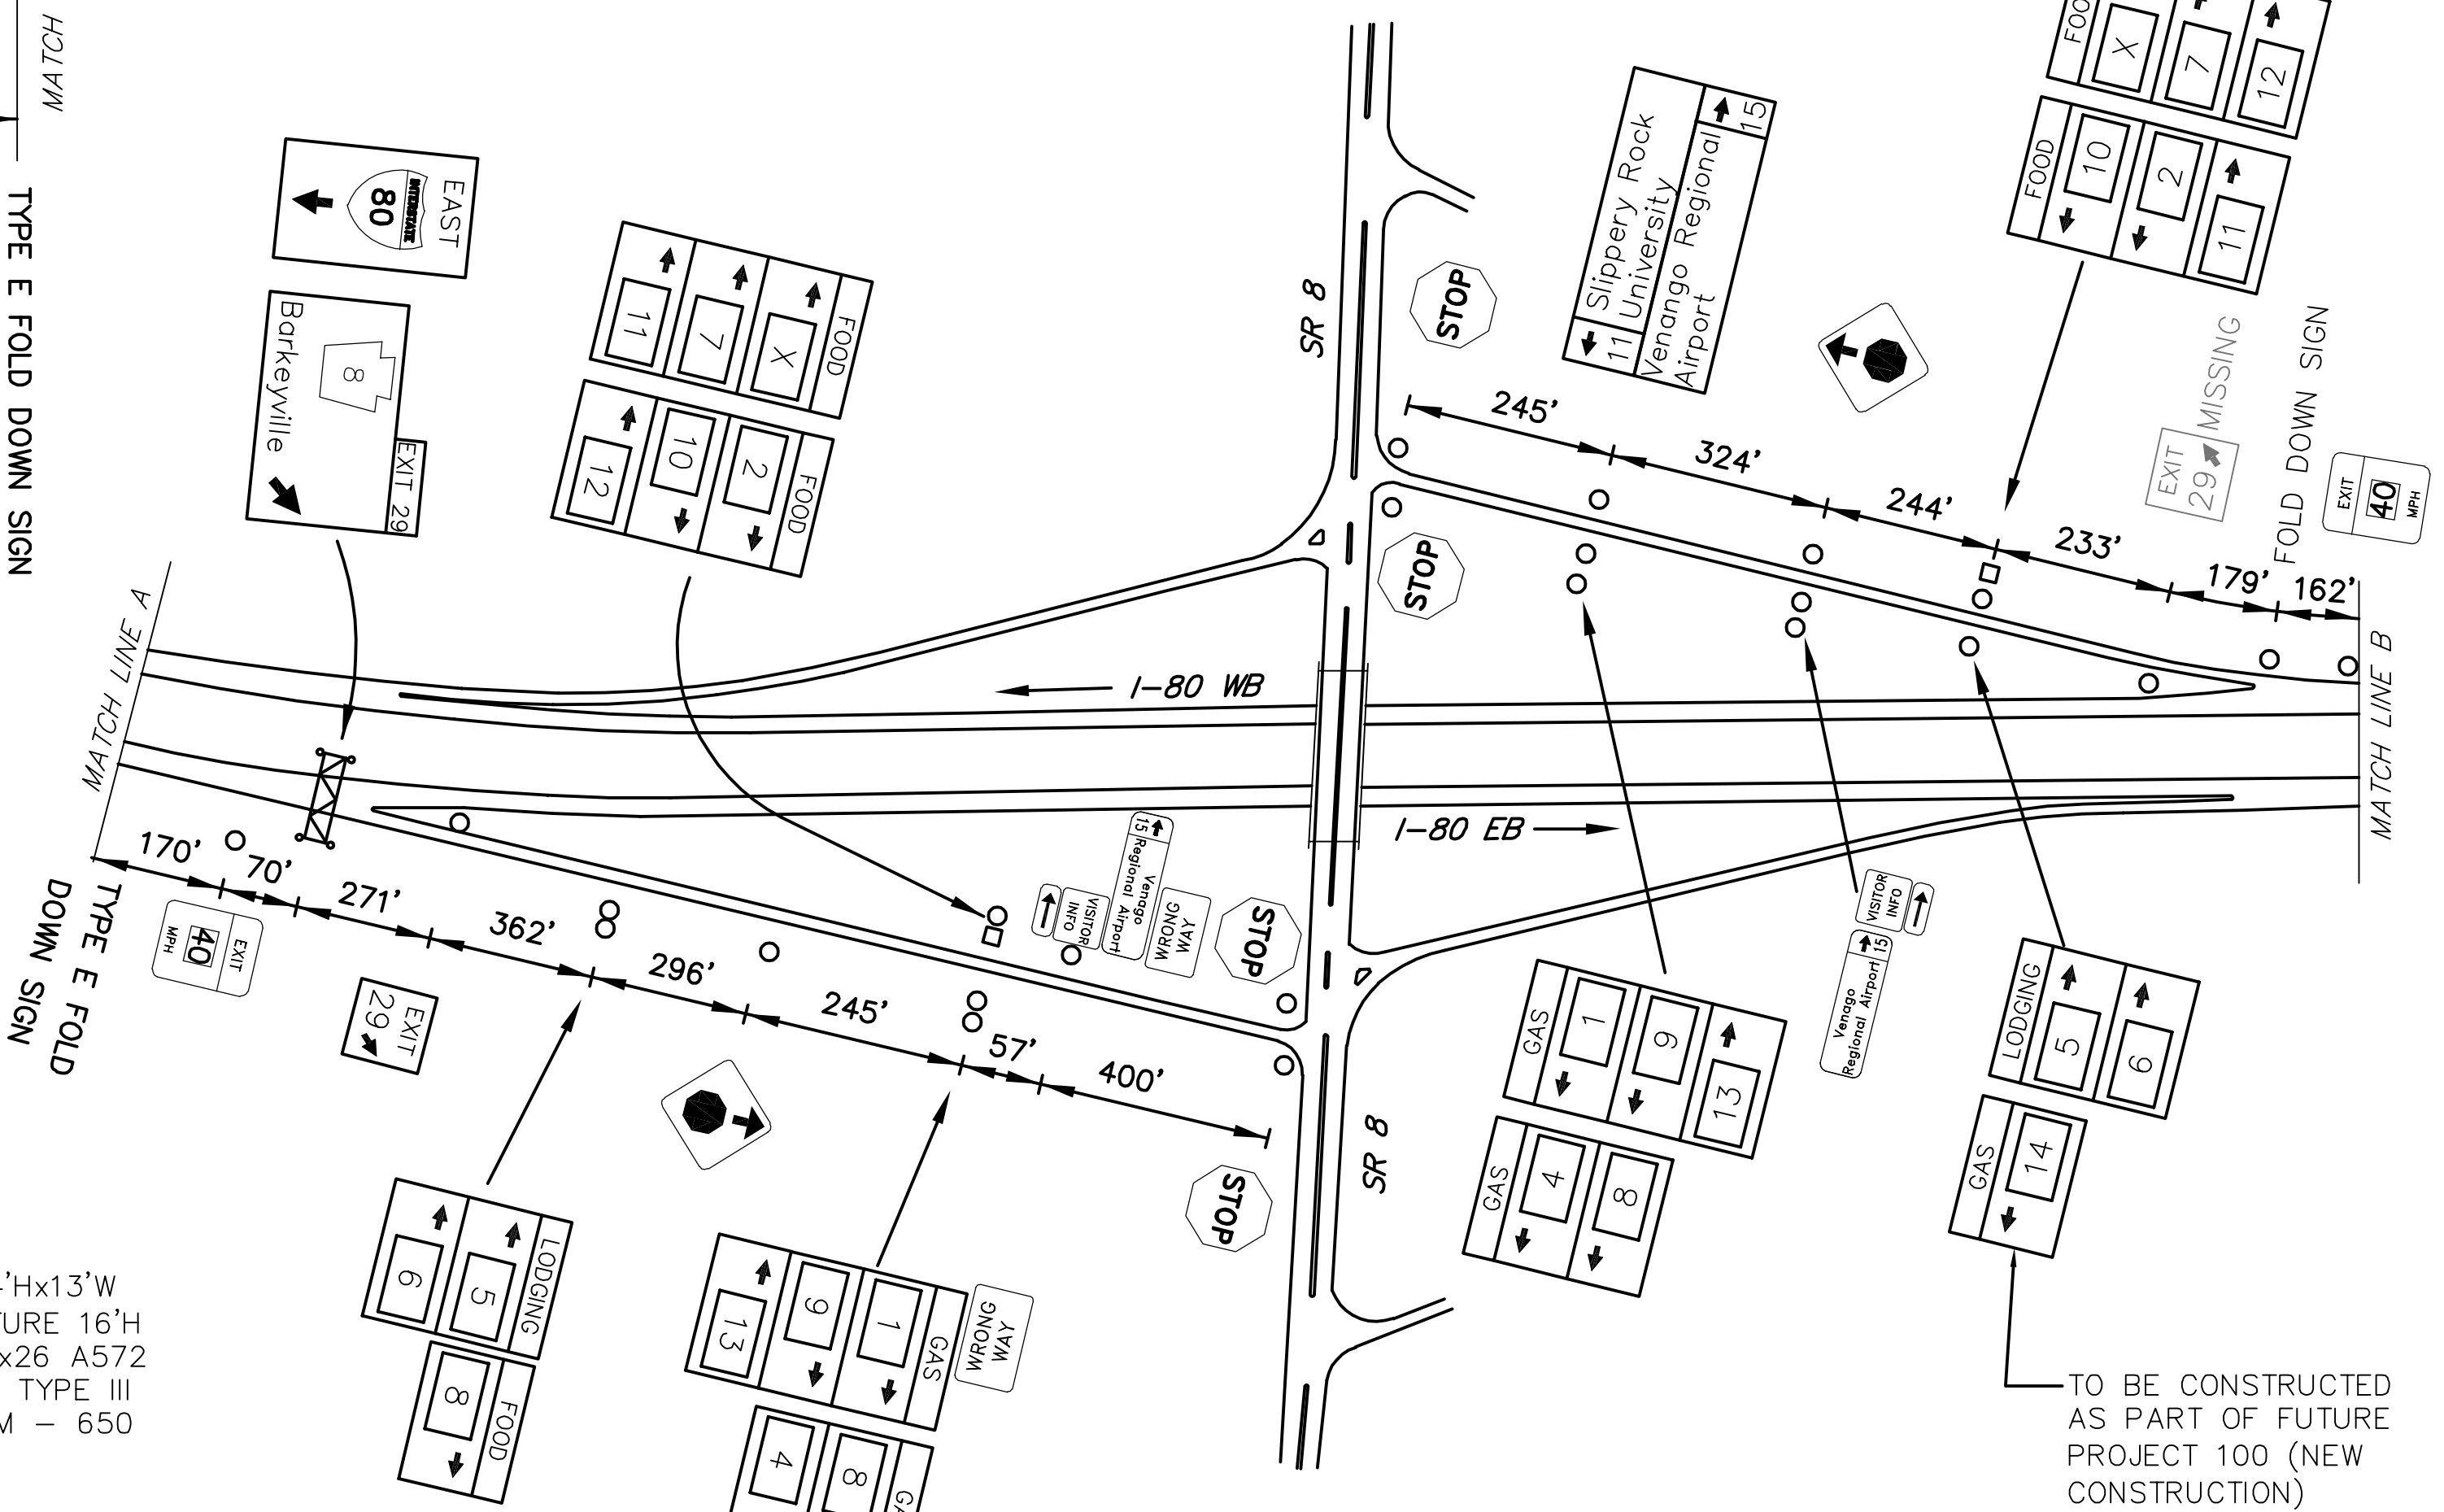 MATCH
TYPE E FOLD DOWN SIGN
EAST
INTERSTATE
80
EXIT 29
8
Barkeyville
FOOD
X
7
11
FOOD
2
10
12
SR 8
STOP
Slippery Rock
University
11
Venango Regional
Airport
15
X
7
12
FOOD
10
2
11
EXIT
29
MISSING
FOLD DOWN SIGN
EXIT
40
MPH
245'
324'
244'
233'
179'
162'
STOP
MATCH LINE A
MATCH LINE B
I-80 WB
I-80 EB
170'
70'
271'
362'
296'
245'
57'
400'
TYPE E FOLD
DOWN SIGN
EXIT
40
MPH
EXIT
29
VISITOR
INFO
Venago
Regional Airport
15
WRONG
WAY
STOP
STOP
SR 8
VISITOR
INFO
Venago
Regional Airport 15
GAS
1
9
13
GAS
4
8
LODGING
5
6
GAS
14
LODGING
5
6
FOOD
8
GAS
1
9
13
WRONG
WAY
8
4
'Hx13'W
TURE 16'H
x26 A572
TYPE III
M - 650
TO BE CONSTRUCTED
AS PART OF FUTURE
PROJECT 100 (NEW
CONSTRUCTION)